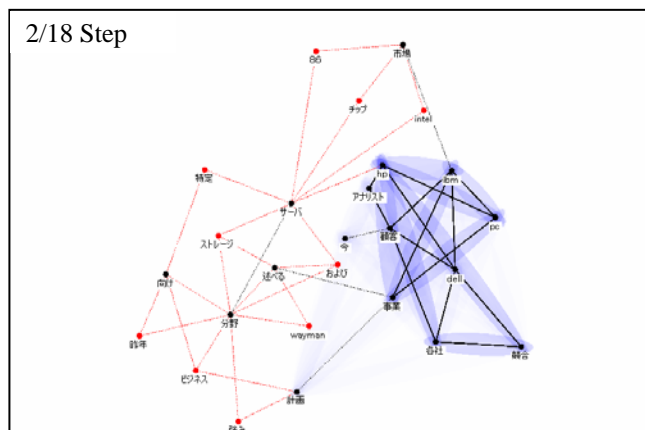 2/18 Step
86
市場
チップ
intel
hp
ibm
特定
アナリスト
サーバ
pc
顧客
ストレージ
今
述べる
および
dell
向け
事業
分野
wayman
昨年
各社
競合
ビジネス
計画